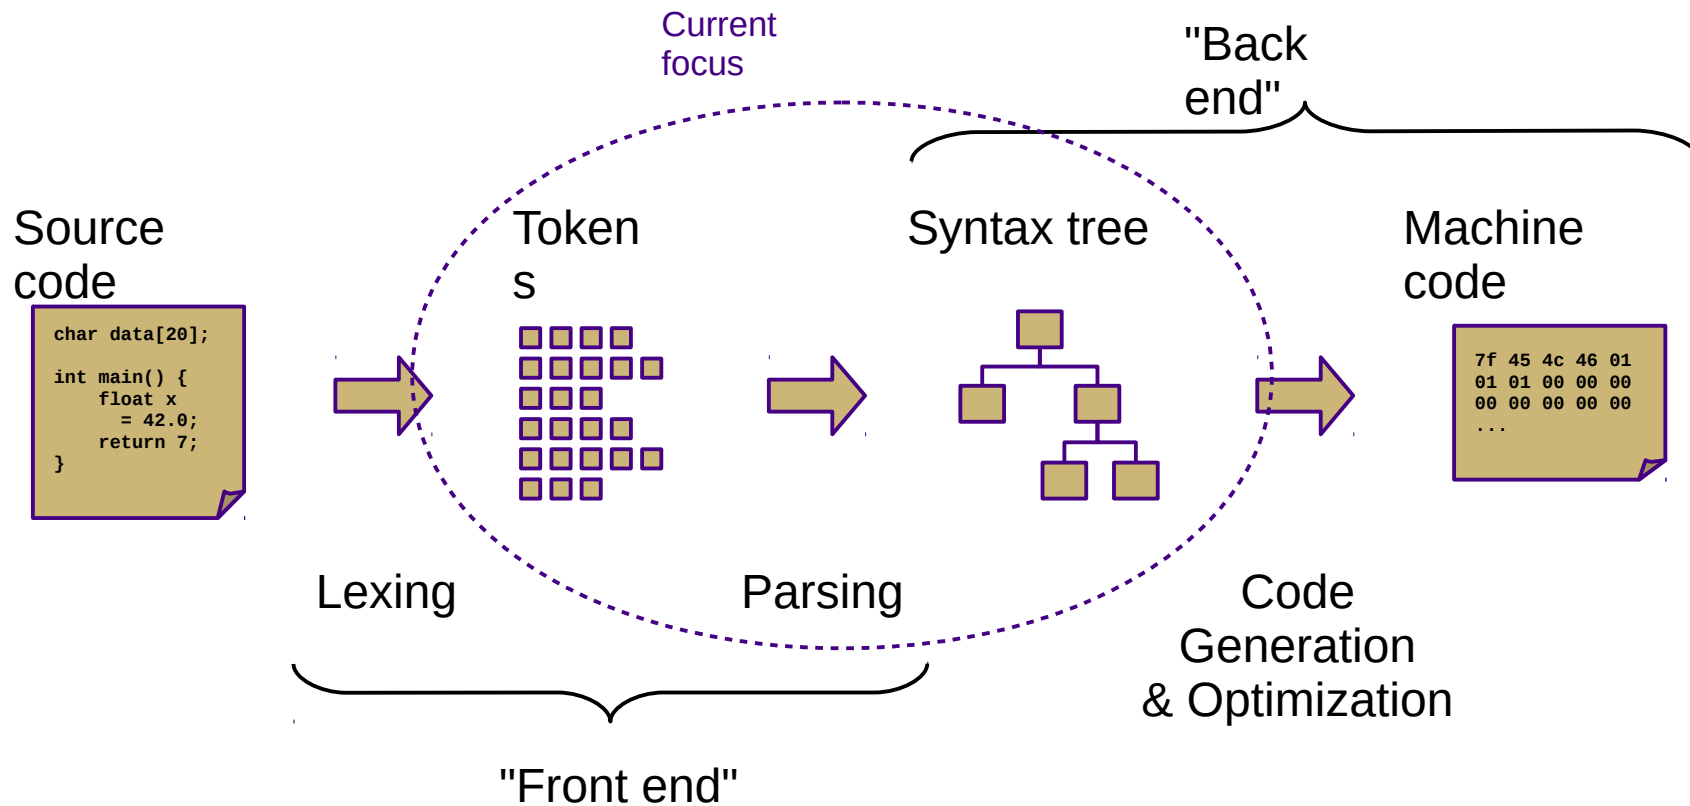 Current
focus
"Back
end"
Source
code
Token
s
Syntax tree
Machine
code
char data[20];
int main() {
    float x
      = 42.0;
    return 7;
}
7f 45 4c 46 01
01 01 00 00 00
00 00 00 00 00
...
Lexing
Parsing
Code
Generation
& Optimization
"Front end"